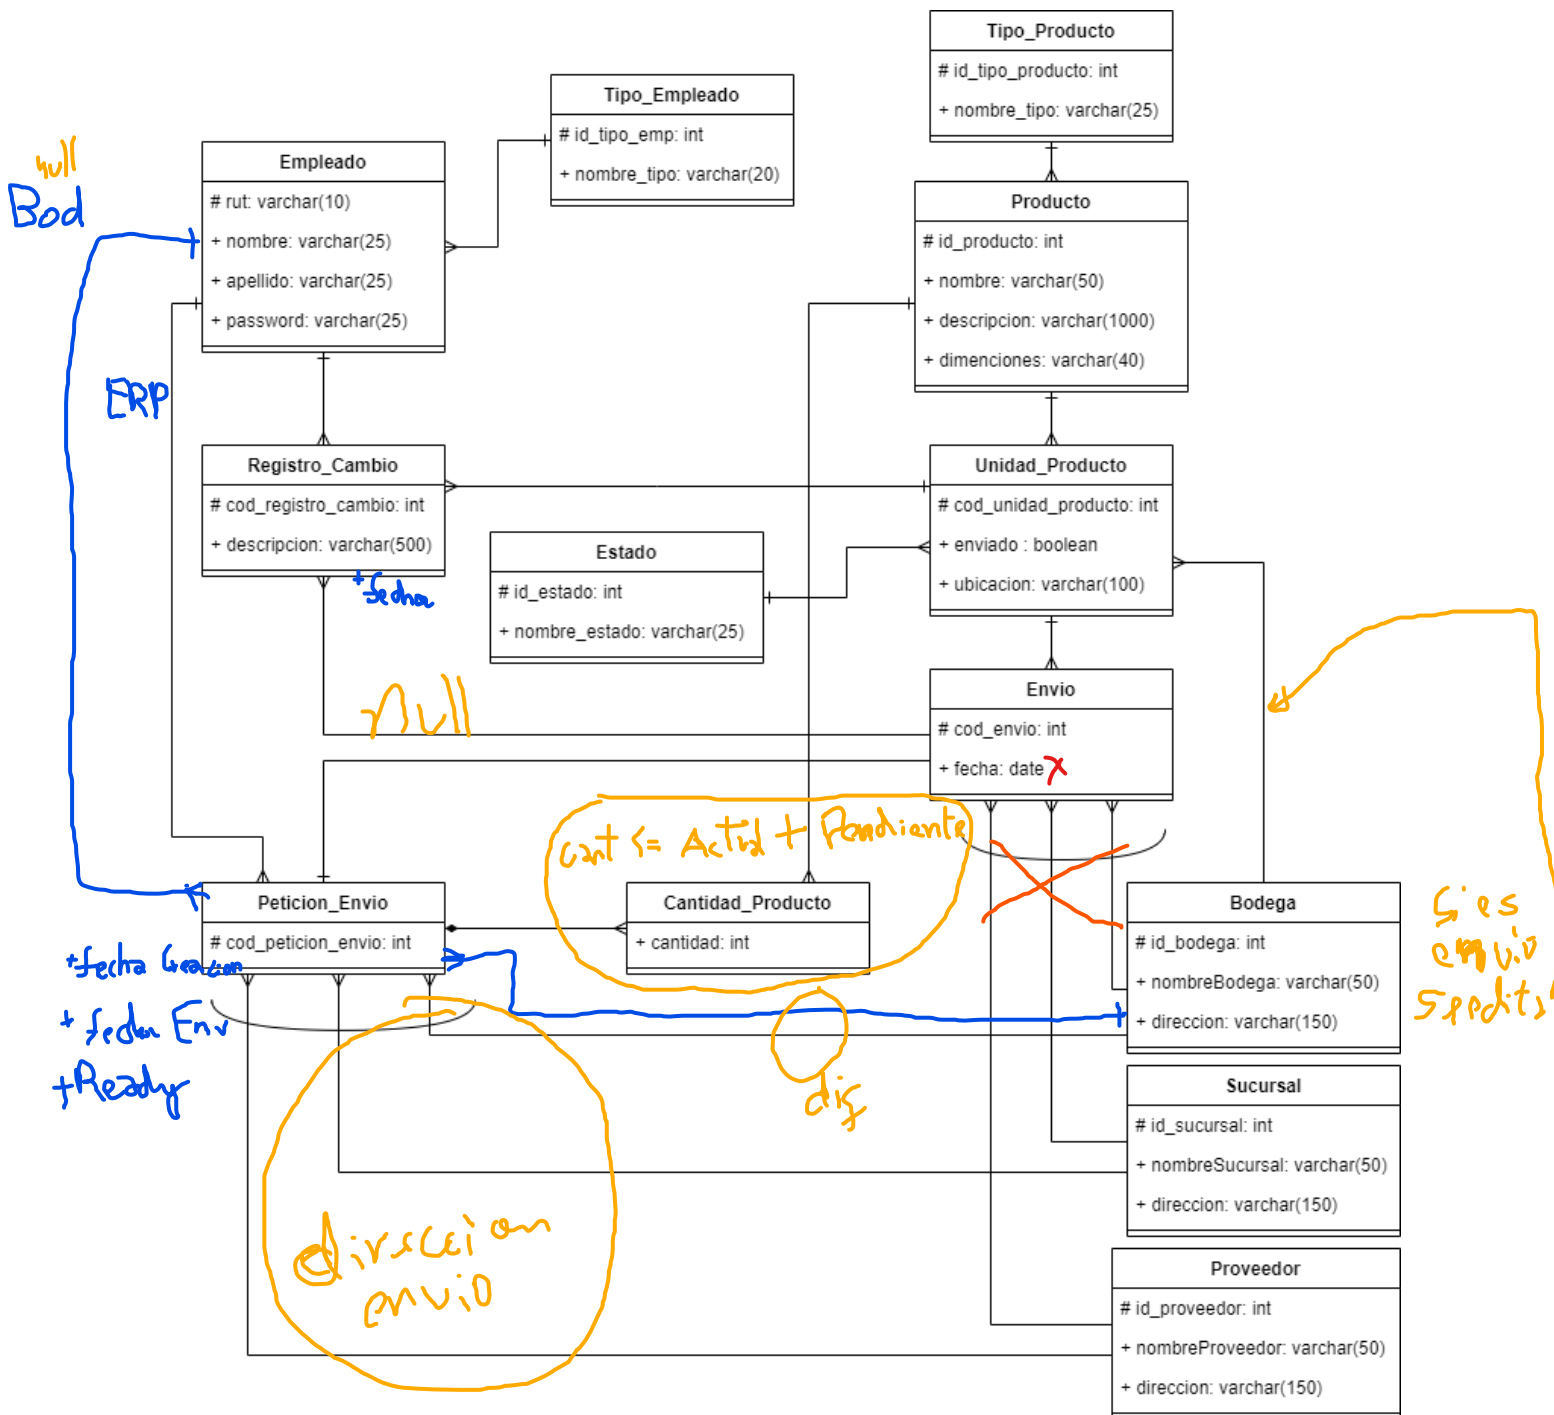 Tipo_Producto
# id_tipo_producto: int
+ nombre_tipo: varchar(25)
Tipo_Empleado
# id_tipo_emp: int
+ nombre_tipo: varchar(20)
null
Bod
Empleado
# rut: varchar(10)
+ nombre: varchar(25)
+ apellido: varchar(25)
+ password: varchar(25)
Producto
# id_producto: int
+ nombre: varchar(50)
+ descripcion: varchar(1000)
+ dimenciones: varchar(40)
ERP
Registro_Cambio
# cod_registro_cambio: int
+ descripcion: varchar(500)
+ fecha
Unidad_Producto
# cod_unidad_producto: int
+ enviado : boolean
+ ubicacion: varchar(100)
Estado
# id_estado: int
+ nombre_estado: varchar(25)
null
Envio
# cod_envio: int
+ fecha: date
cant <= Actual + Pendiente
Peticion_Envio
# cod_peticion_envio: int
+ fecha Creacion
+ fecha Env
+ Ready
Cantidad_Producto
+ cantidad: int
Bodega
# id_bodega: int
+ nombreBodega: varchar(50)
+ direccion: varchar(150)
es
envio
dif
Sucursal
# id_sucursal: int
+ nombreSucursal: varchar(50)
+ direccion: varchar(150)
direccion
envio
Proveedor
# id_proveedor: int
+ nombreProveedor: varchar(50)
+ direccion: varchar(150)